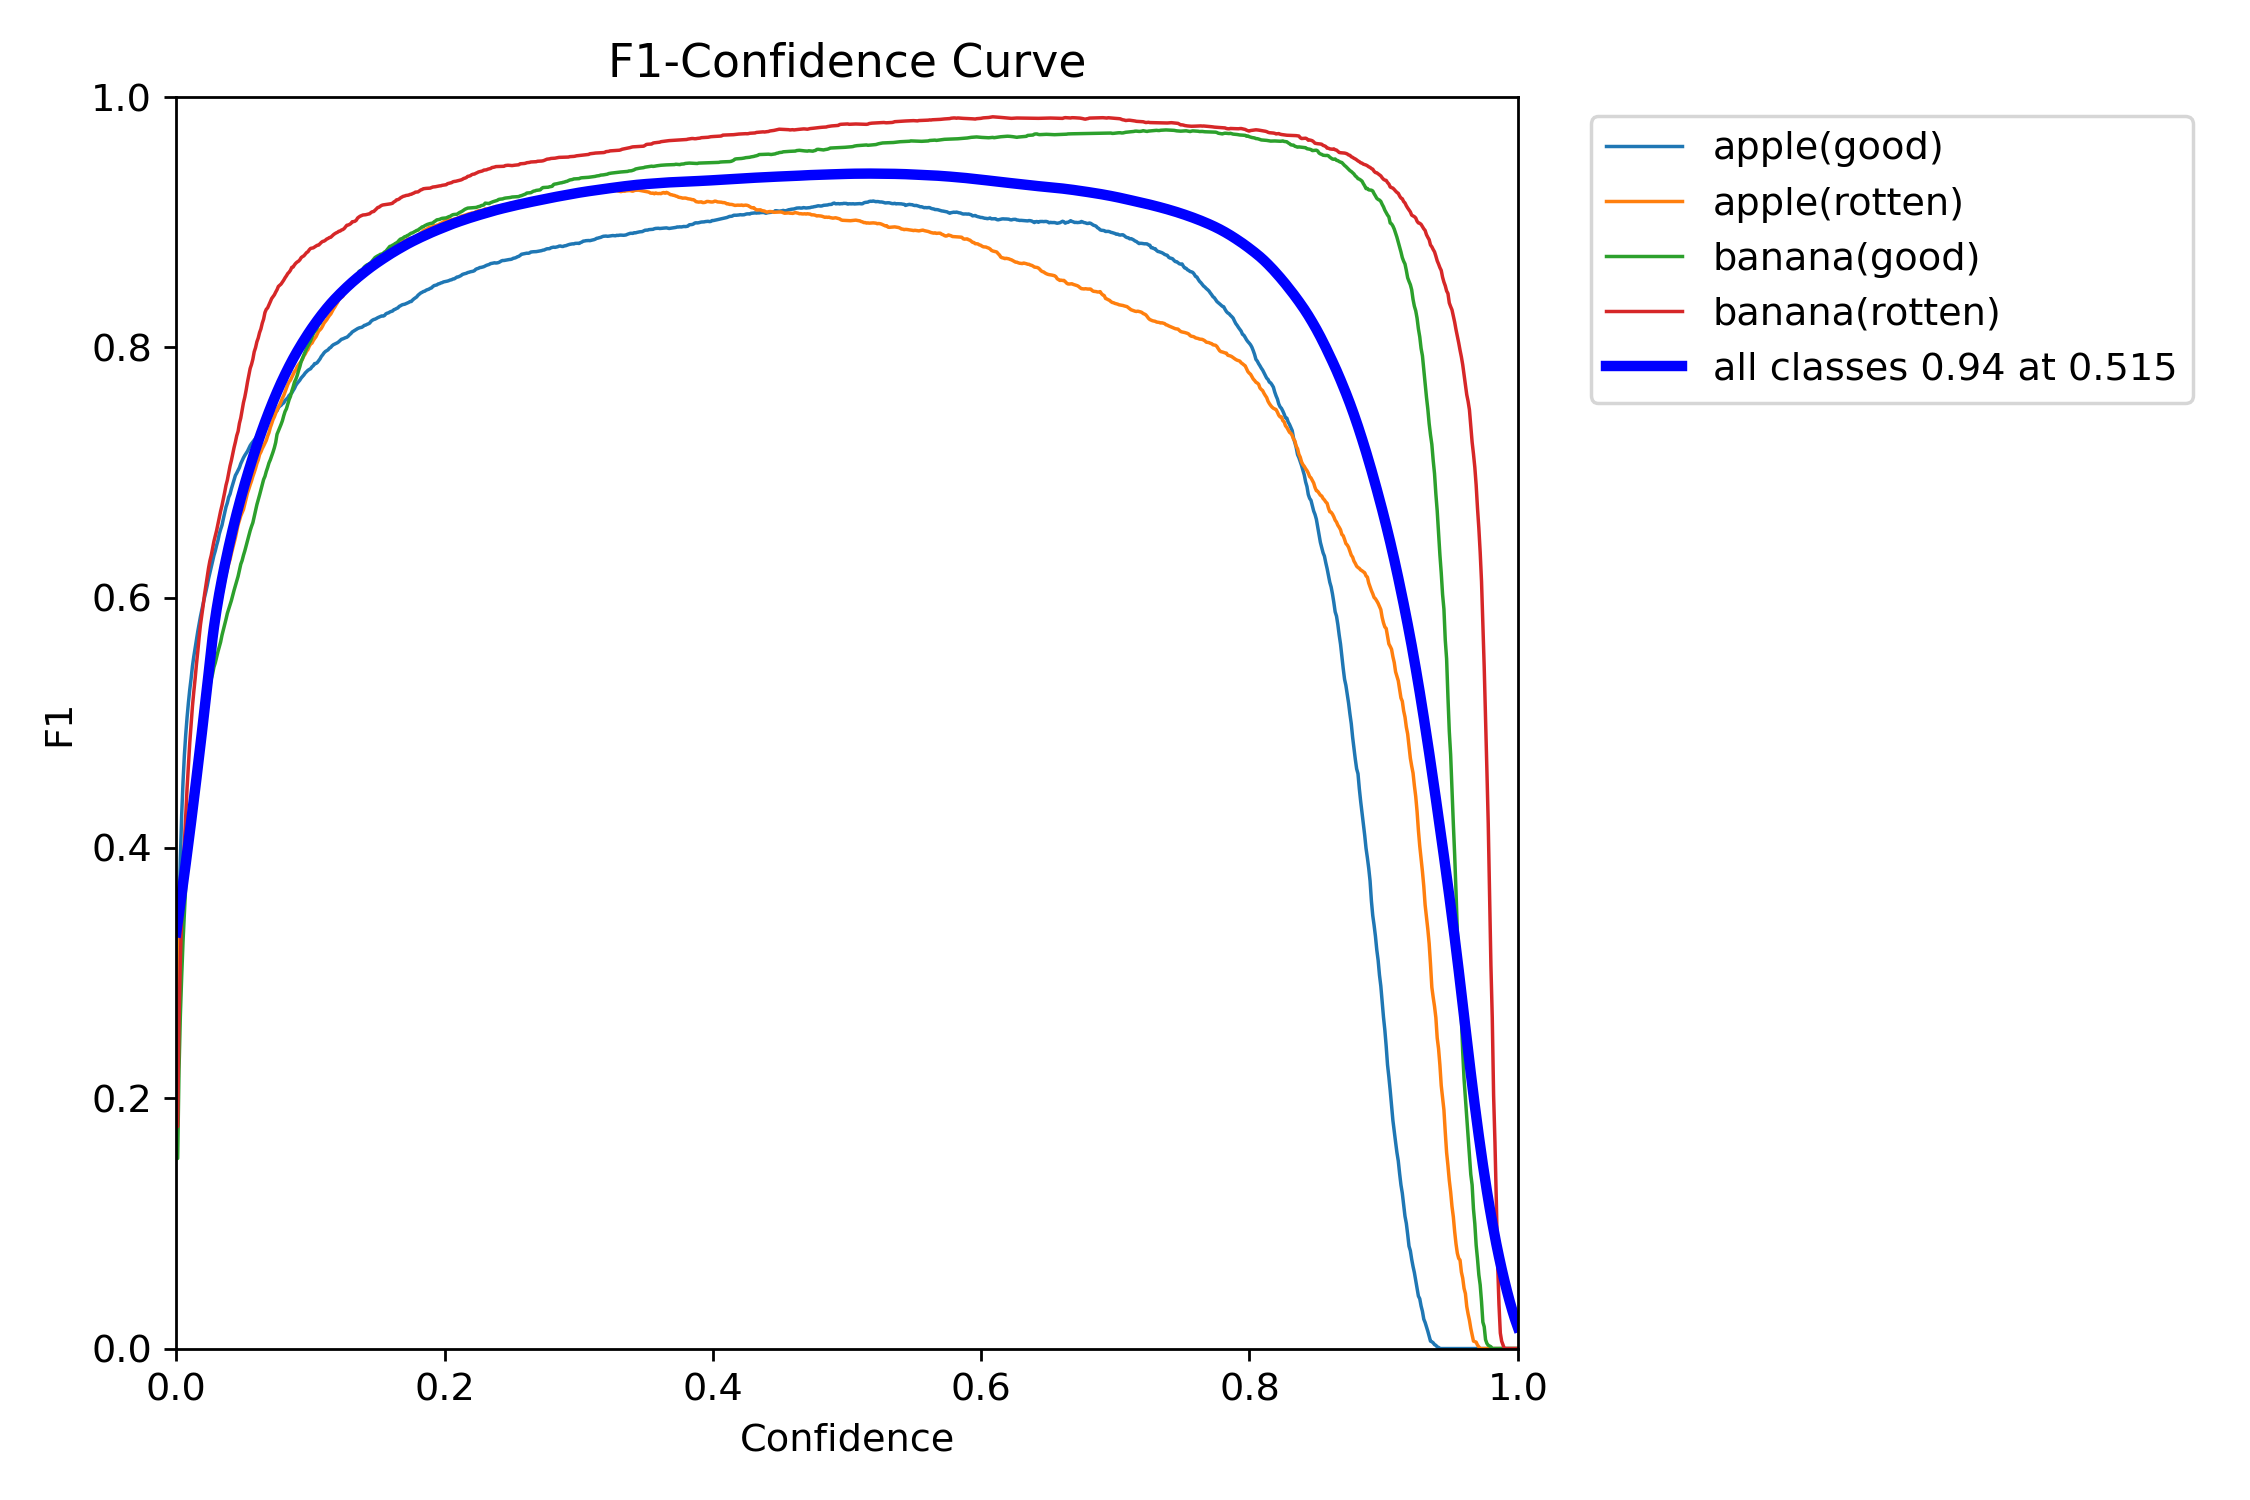 F1-Confidence Curve
1.0
0.8
0.6
0.4
0.2
0.0
F1
0.0 0.2 0.4 0.6 0.8 1.0
Confidence
apple(good)
apple(rotten)
banana(good)
banana(rotten)
all classes 0.94 at 0.515